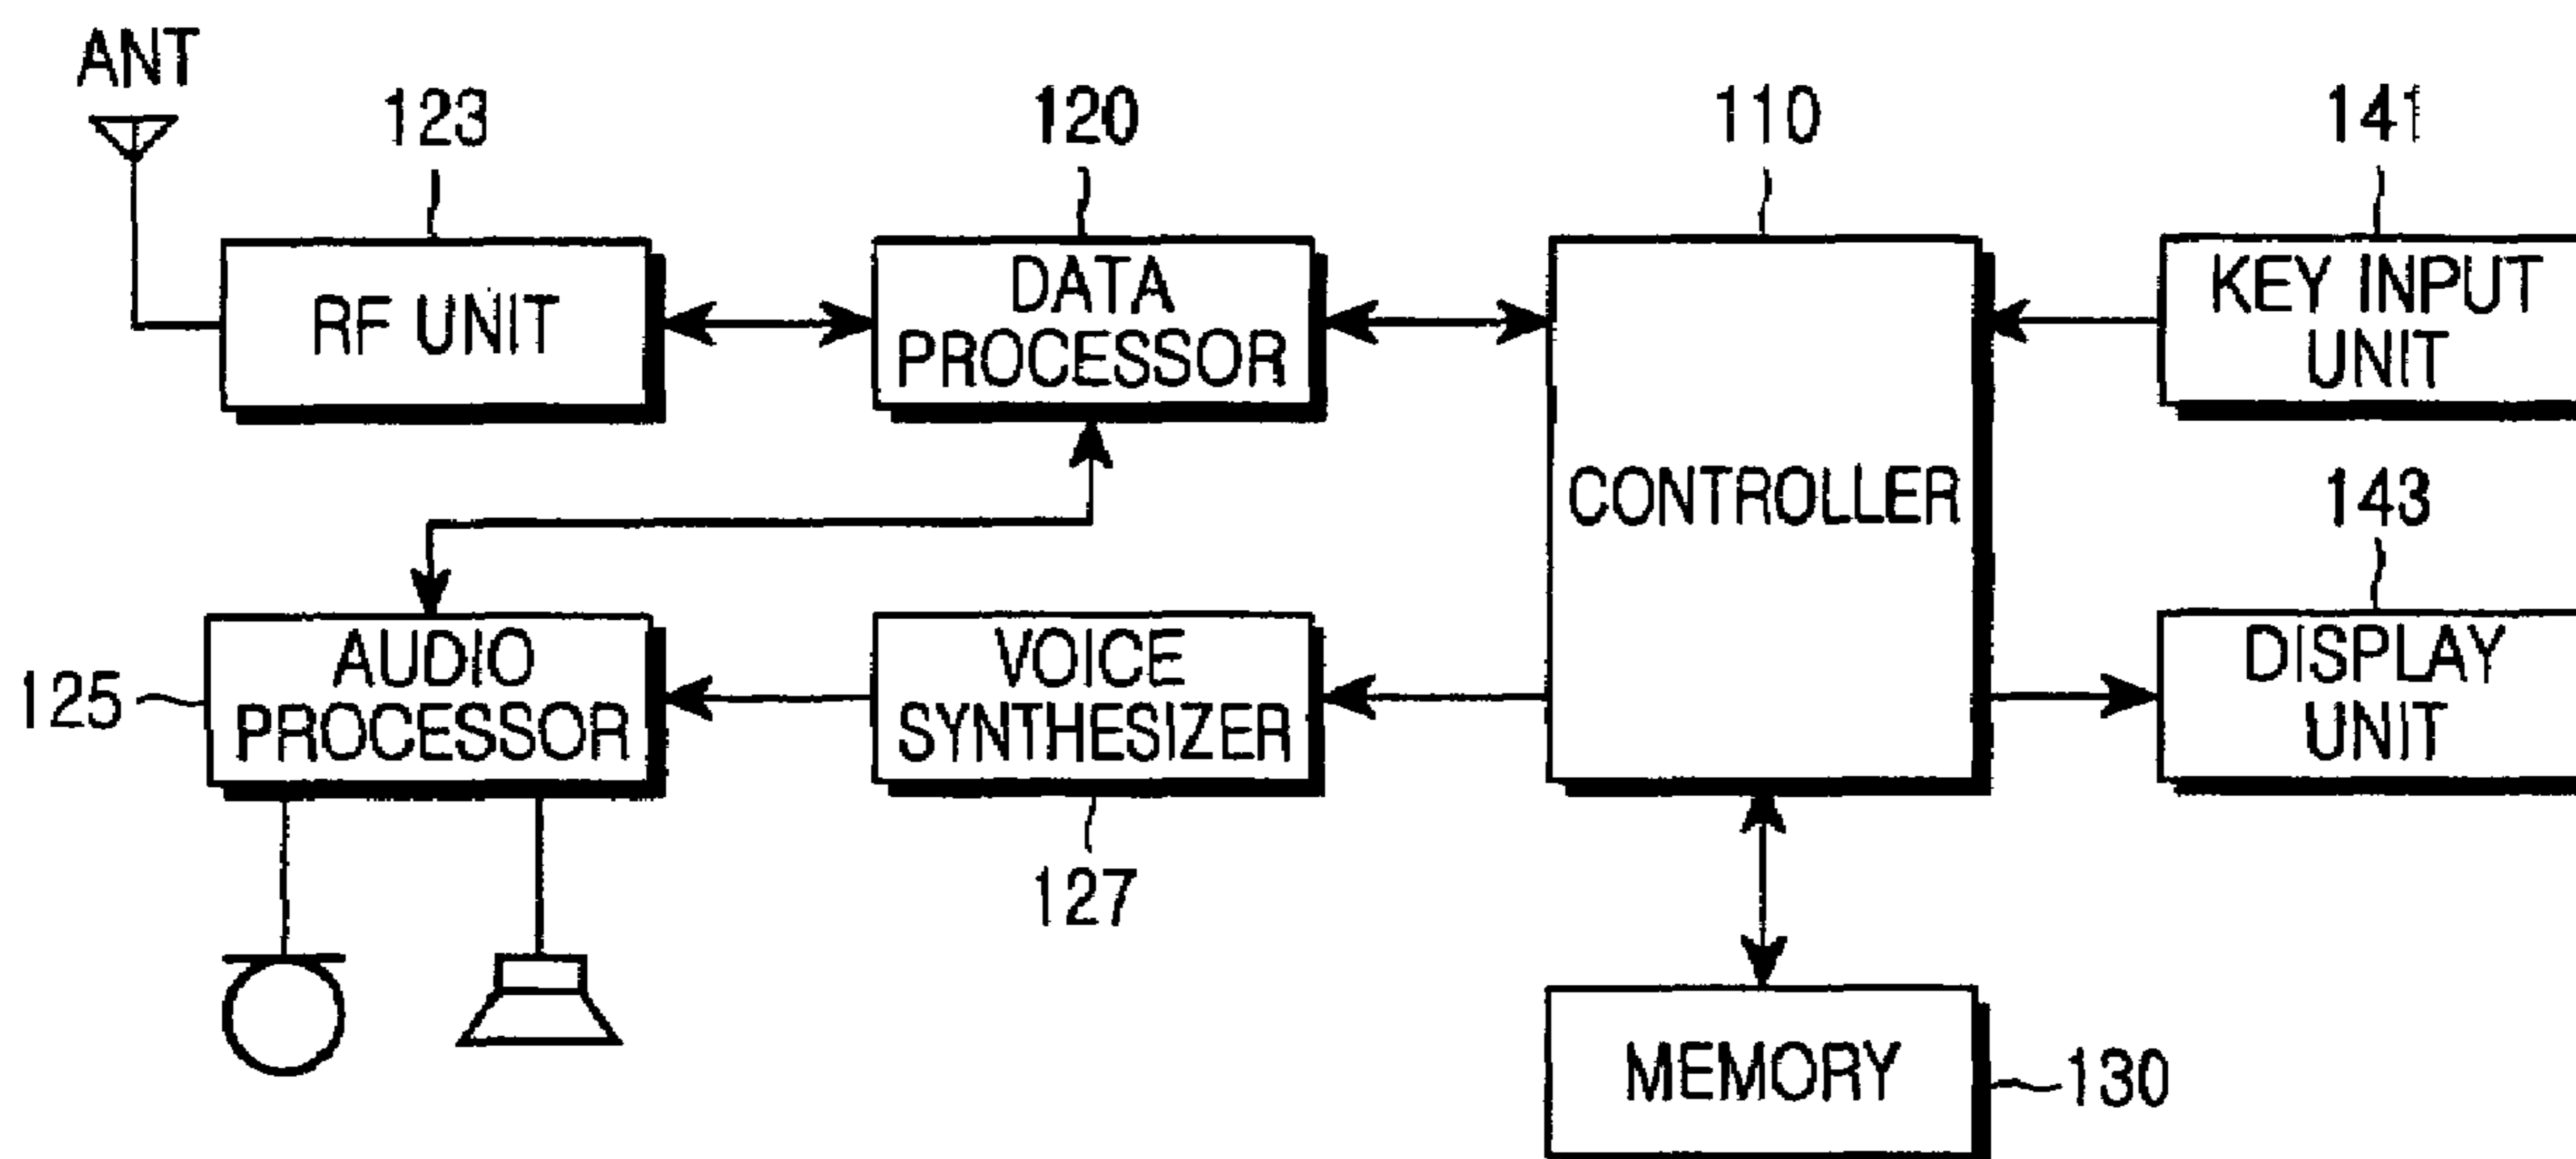 ANT
123
120
110
141
RF UNIT
DATA
PROCESSOR
CONTROLLER
KEY INPUT
UNIT
143
125
AUDIO
PROCESSOR
VOICE
SYNTHESIZER
DISPLAY
UNIT
127
MEMORY
130